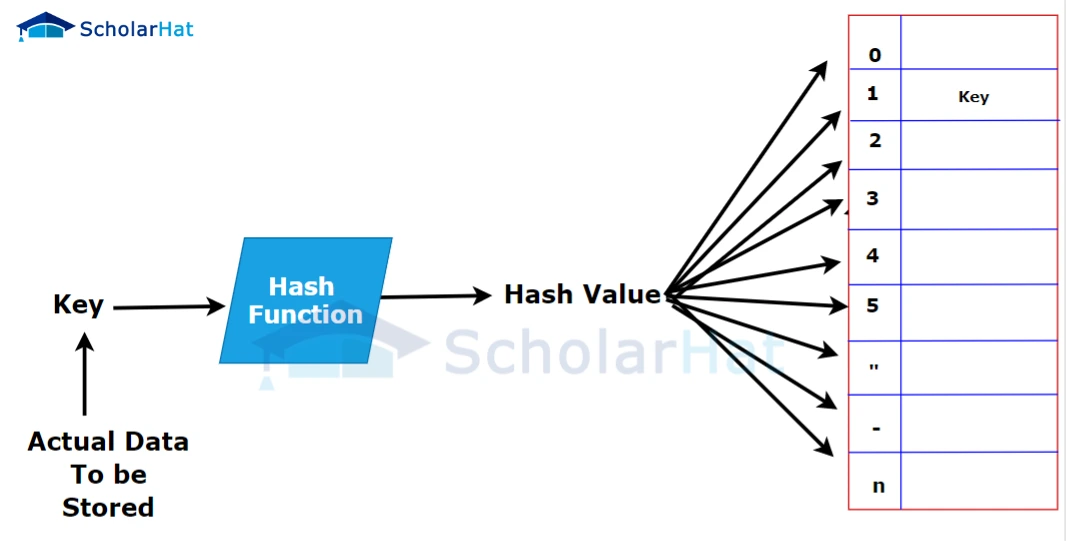 ScholarHat
0
1
Key
2
3
4
5
"
-
n
Key
Hash
Function
Hash Value
ScholarHat
Actual Data
To be
Stored